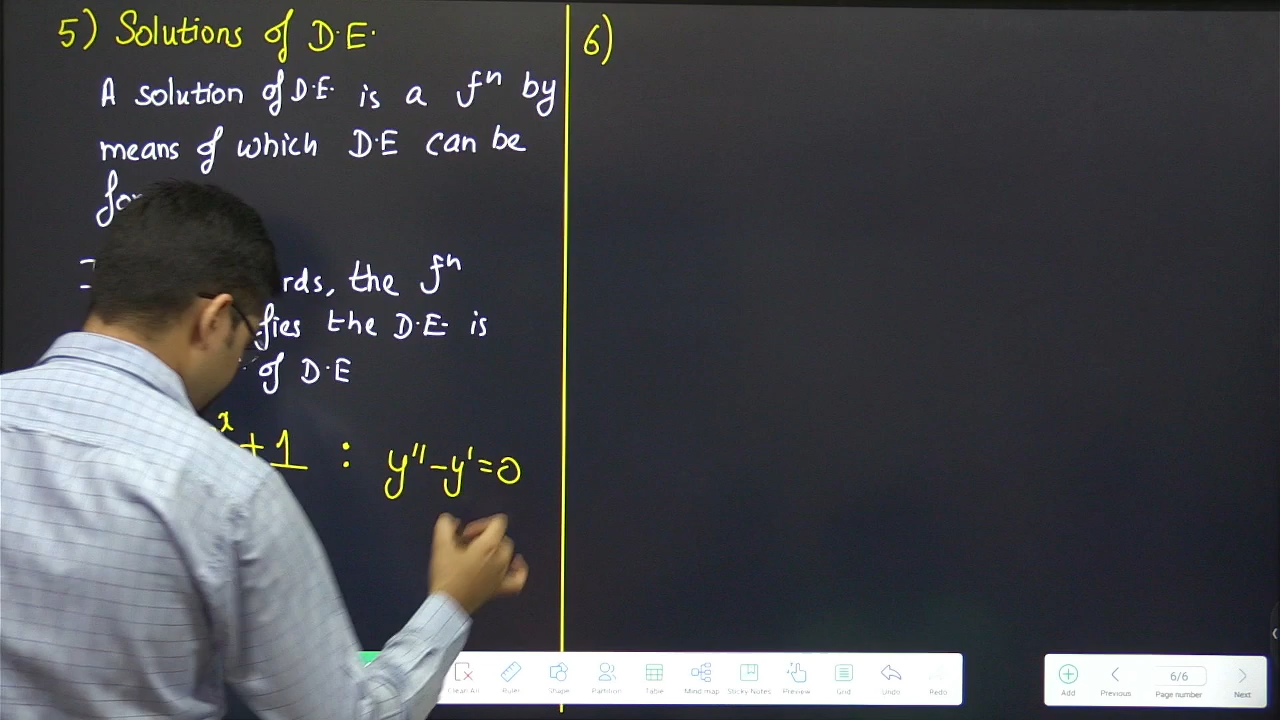 5) Solutions of D.E.
A solution of D.E. is a fⁿ by
means of which D.E can be
rds, the fⁿ
fies the D.E. is
of D.E
x + 1 : y'' - y' = 0
6)
Clean All Ruler Shape Partition Table Mind map Sticky Notes Preview Grid Undo Redo
Add Previous 6/6 Page number Next